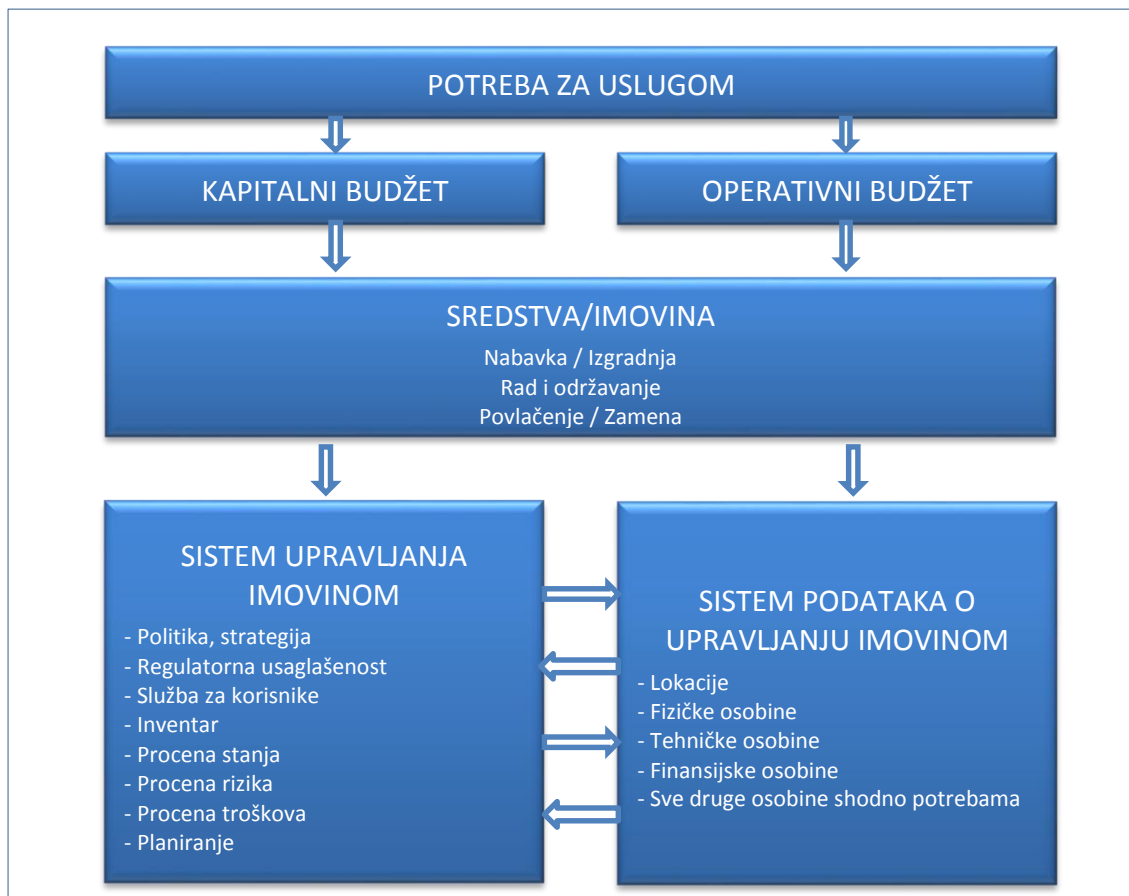 POTREBA ZA USLUGOM
KAPITALNI BUDŽET
OPERATIVNI BUDŽET
SREDSTVA/IMOVINA
Nabavka / Izgradnja
Rad i održavanje
Povlačenje / Zamena
SISTEM UPRAVLJANJA
IMOVINOM
- Politika, strategija
- Regulatorna usaglašenost
- Služba za korisnike
- Inventar
- Procena stanja
- Procena rizika
- Procena troškova
- Planiranje
SISTEM PODATAKA O
UPRAVLJANJU IMOVINOM
- Lokacije
- Fizičke osobine
- Tehničke osobine
- Finansijske osobine
- Sve druge osobine shodno potrebama